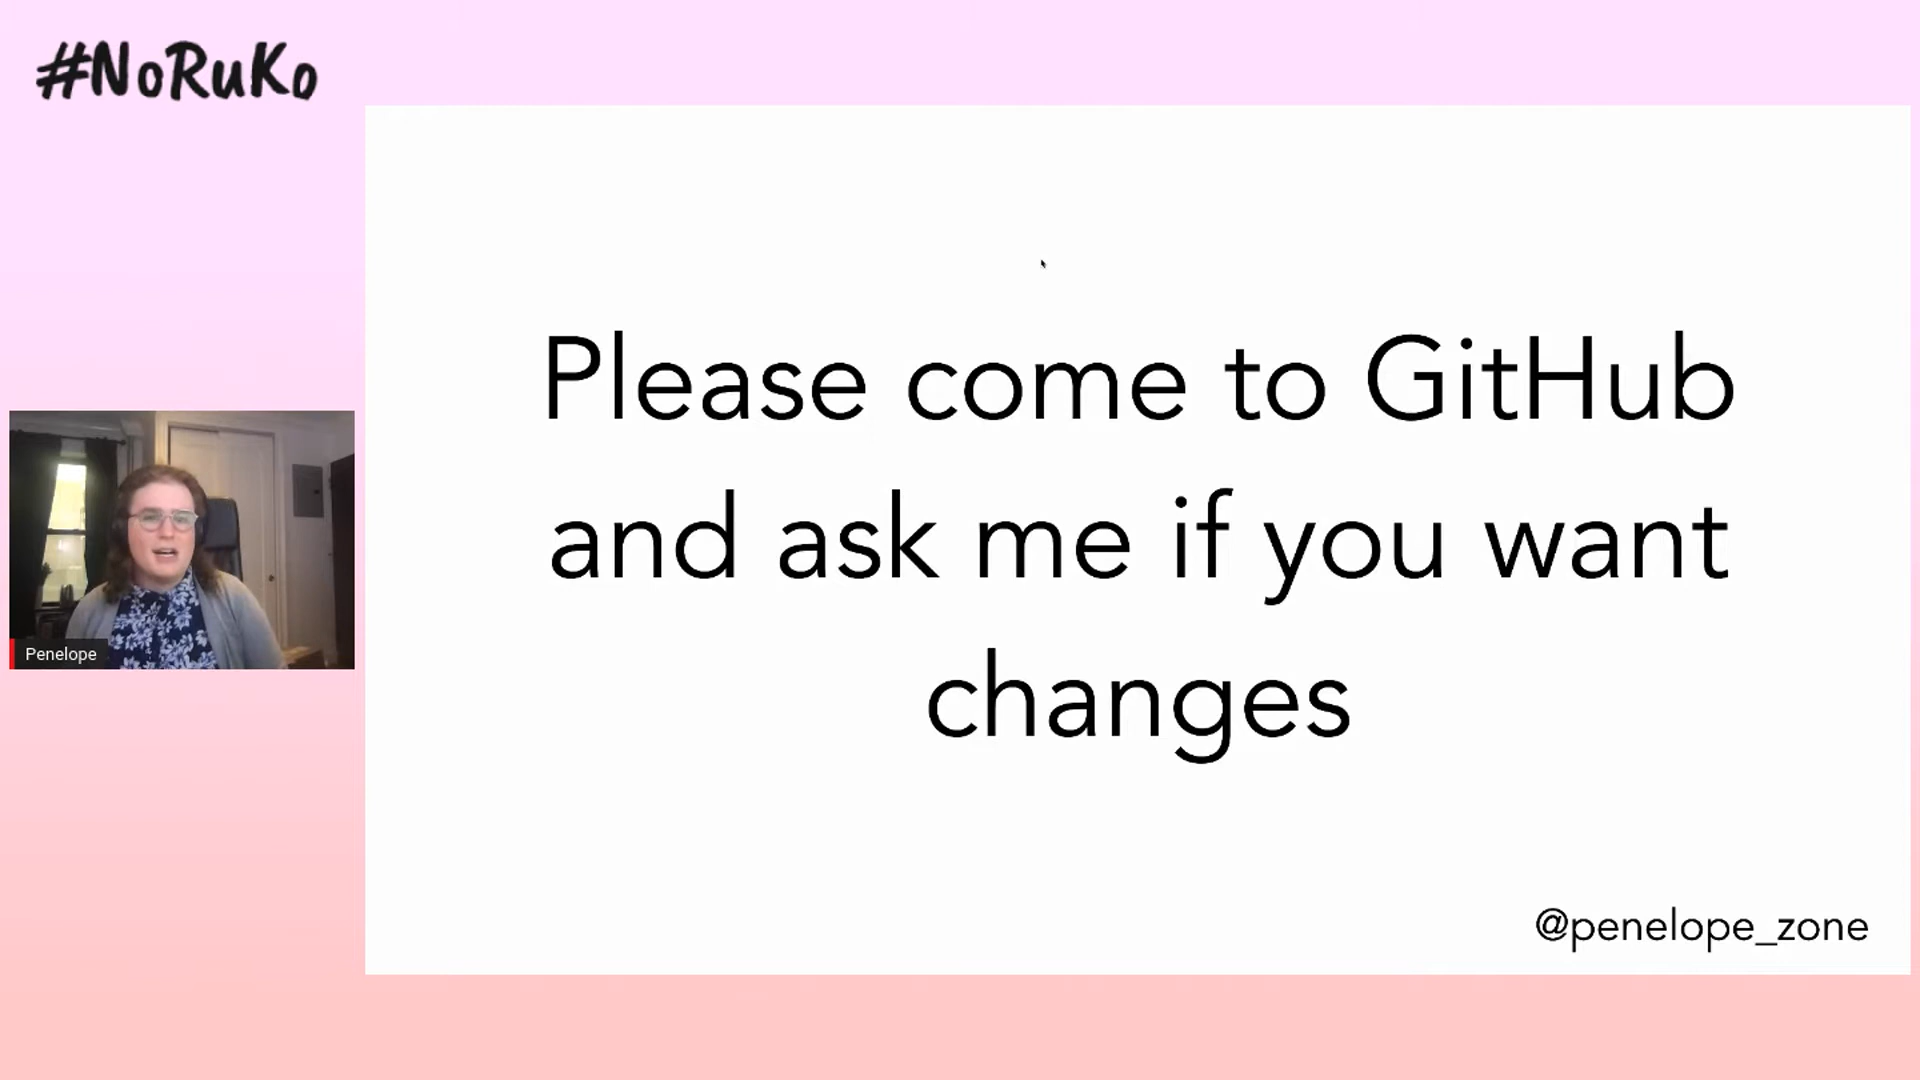 #NoRuKo
Please come to GitHub
and ask me if you want
changes
Penelope
@penelope_zone